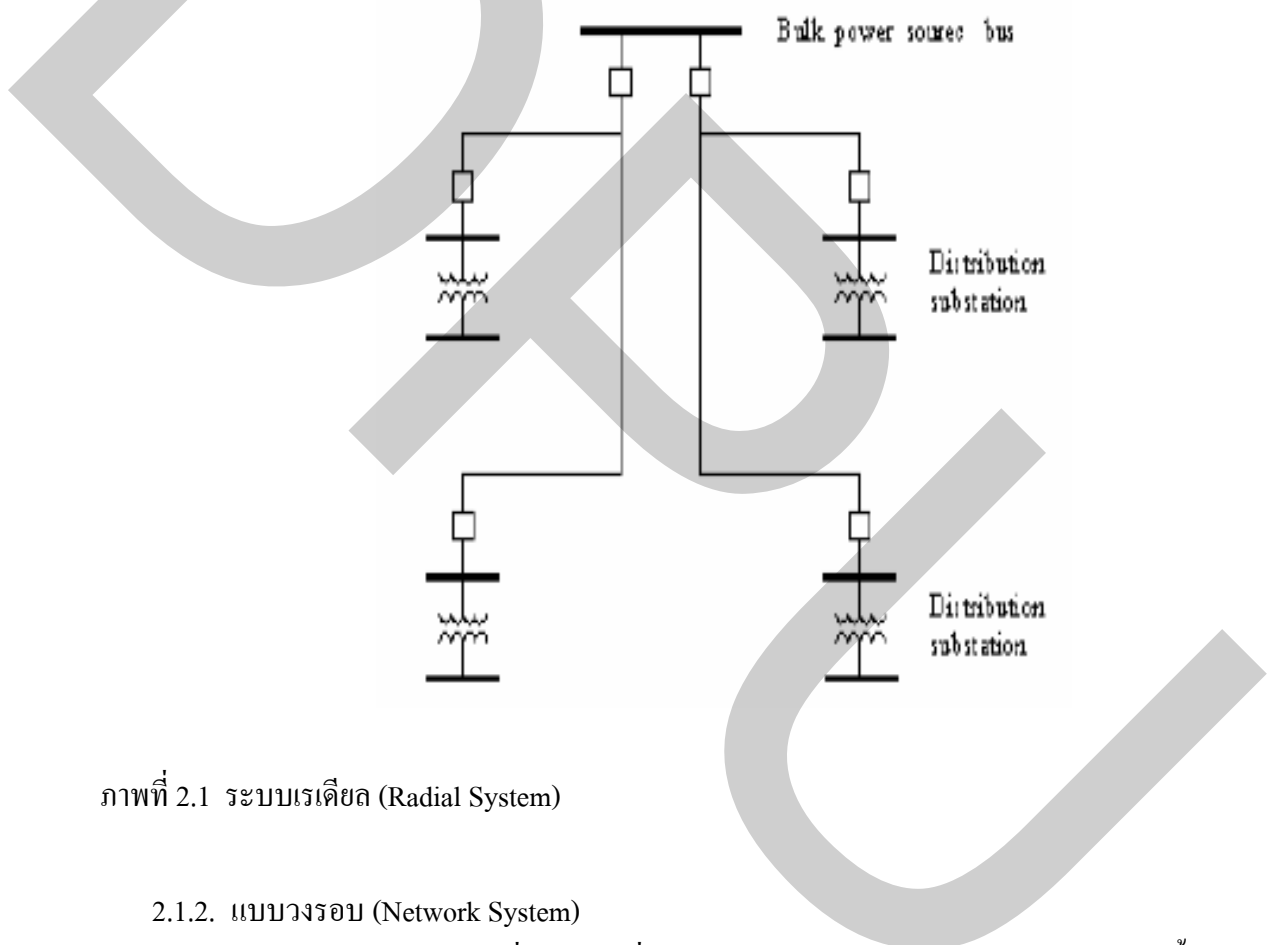 Bulk power sourec bus
Distribution
substation
Distribution
substation
ภาพที่ 2.1 ระบบเรเดียล (Radial System)
2.1.2. แบบวงรอบ (Network System)
DPU